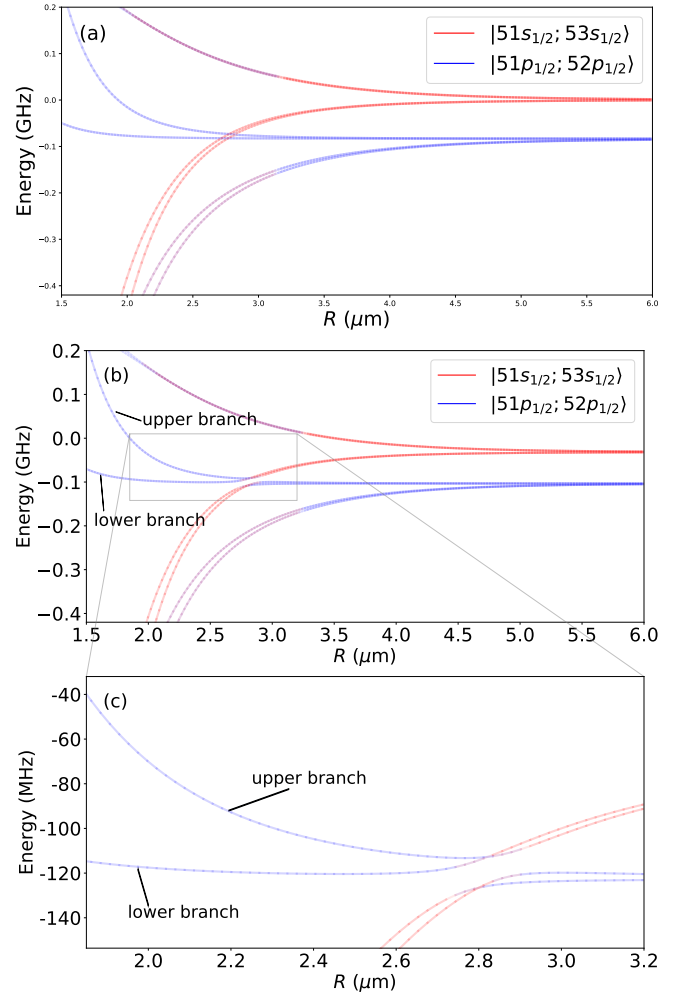 (a)
|51s₁/₂; 53s₁/₂⟩
|51p₁/₂; 52p₁/₂⟩
Energy (GHz)
0.2
0.1
0.0
−0.1
−0.2
−0.3
−0.4
1.5 2.0 2.5 3.0 3.5 4.0 4.5 5.0 5.5 6.0
R (μm)
(b)
|51s₁/₂; 53s₁/₂⟩
|51p₁/₂; 52p₁/₂⟩
upper branch
lower branch
Energy (GHz)
0.2
0.1
0.0
−0.1
−0.2
−0.3
−0.4
1.5 2.0 2.5 3.0 3.5 4.0 4.5 5.0 5.5 6.0
R (μm)
(c)
upper branch
lower branch
Energy (MHz)
-40
-60
-80
-100
-120
-140
2.0 2.2 2.4 2.6 2.8 3.0 3.2
R (μm)